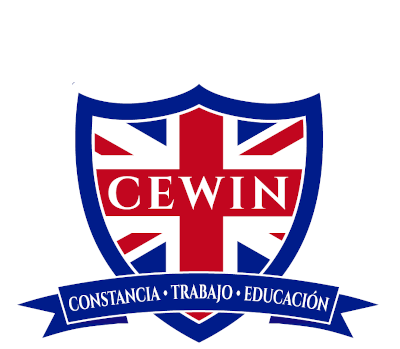 CEWIN
CONSTANCIA • TRABAJO • EDUCACIÓN